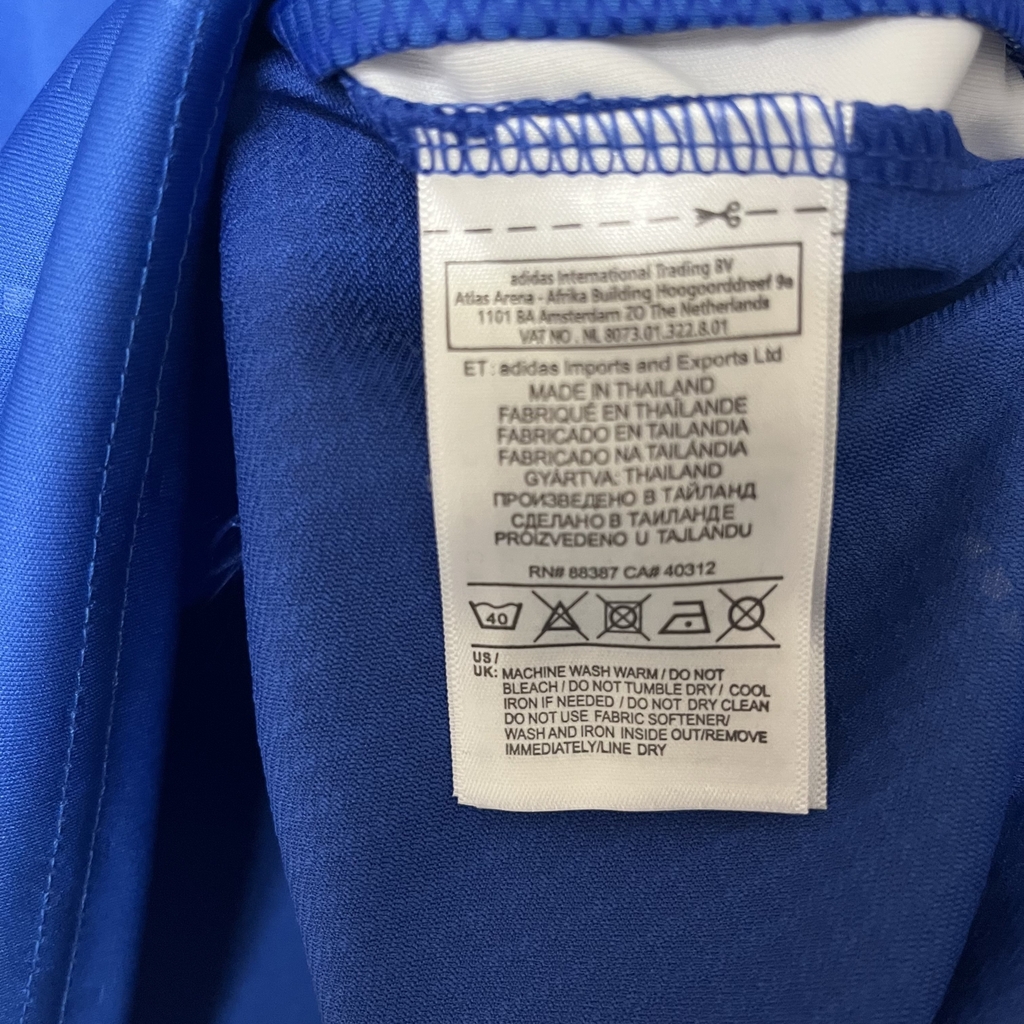 adidas International Trading BV
Atlas Arena - Afrika Building Hoogoorddreef 9a
1101 BA Amsterdam ZO The Netherlands
VAT NO . NL 8073.01.322.8.01
ET : adidas Imports and Exports Ltd
MADE IN THAILAND
FABRIQUÉ EN THAÏLANDE
FABRICADO EN TAILANDIA
FABRICADO NA TAILÁNDIA
GYÁRTVA: THAILAND
ПРОИЗВЕДЕНО В ТАЙЛАНД
СДЕЛАНО В ТАИЛАНДЕ
PROIZVEDENO U TAJLANDU
RN# 88387 CA# 40312
40
US /
UK: MACHINE WASH WARM / DO NOT
BLEACH / DO NOT TUMBLE DRY / COOL
IRON IF NEEDED / DO NOT DRY CLEAN
DO NOT USE FABRIC SOFTENER/
WASH AND IRON INSIDE OUT/REMOVE
IMMEDIATELY/LINE DRY